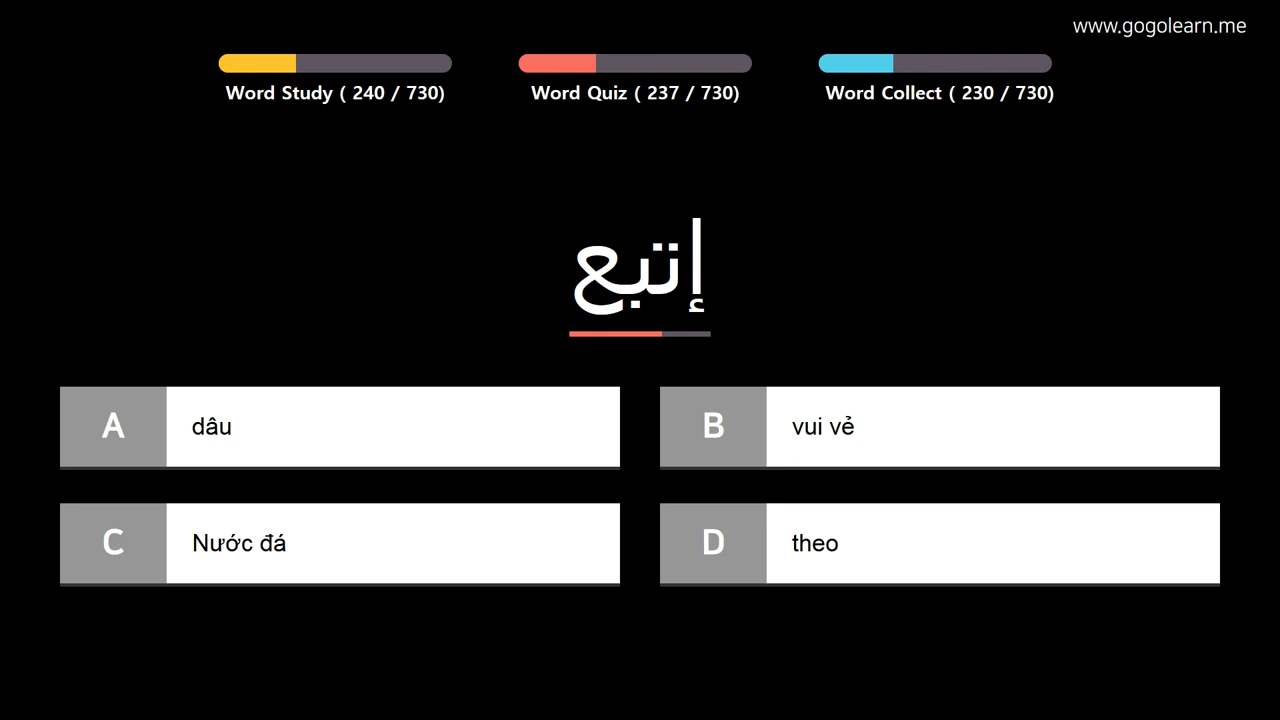 www.gogolearn.me
Word Study ( 240 / 730)
Word Quiz ( 237 / 730)
Word Collect ( 230 / 730)
إتبع
A
dâu
B
vui vẻ
C
Nước đá
D
theo